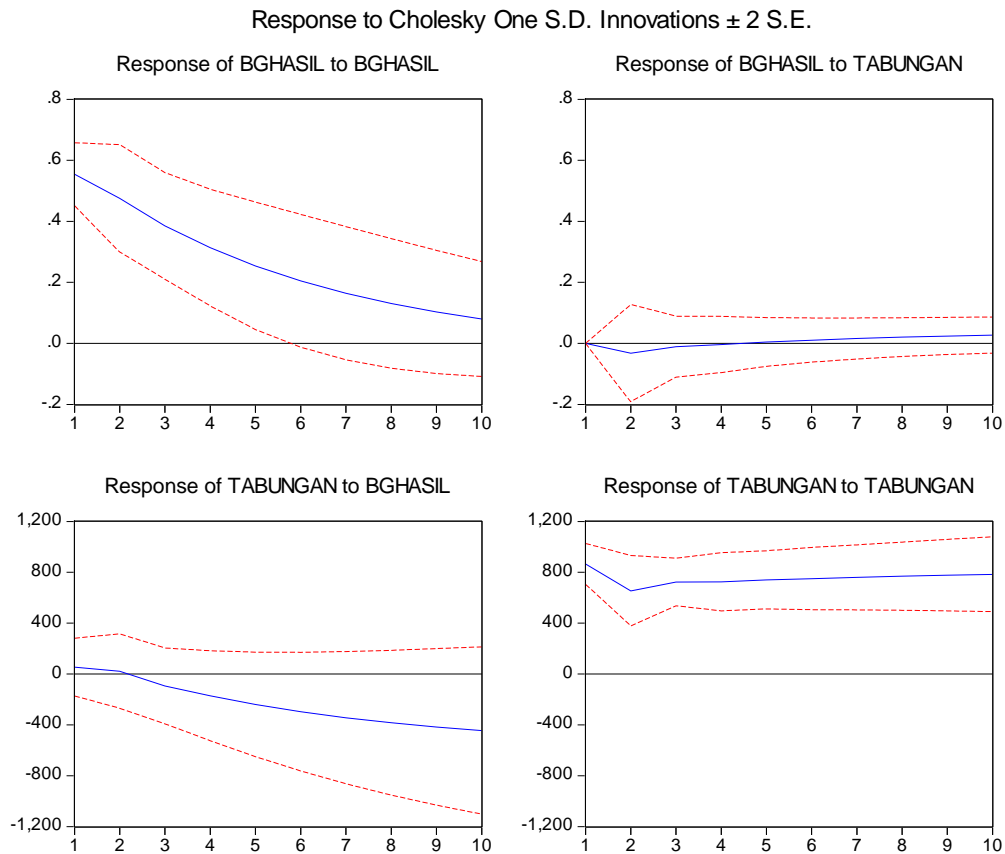 Response to Cholesky One S.D. Innovations ± 2 S.E.
Response of BGHASIL to BGHASIL
.8
.6
.4
.2
.0
-.2
1 2 3 4 5 6 7 8 9 10
Response of BGHASIL to TABUNGAN
.8
.6
.4
.2
.0
-.2
1 2 3 4 5 6 7 8 9 10
Response of TABUNGAN to BGHASIL
1,200
800
400
0
-400
-800
-1,200
1 2 3 4 5 6 7 8 9 10
Response of TABUNGAN to TABUNGAN
1,200
800
400
0
-400
-800
-1,200
1 2 3 4 5 6 7 8 9 10